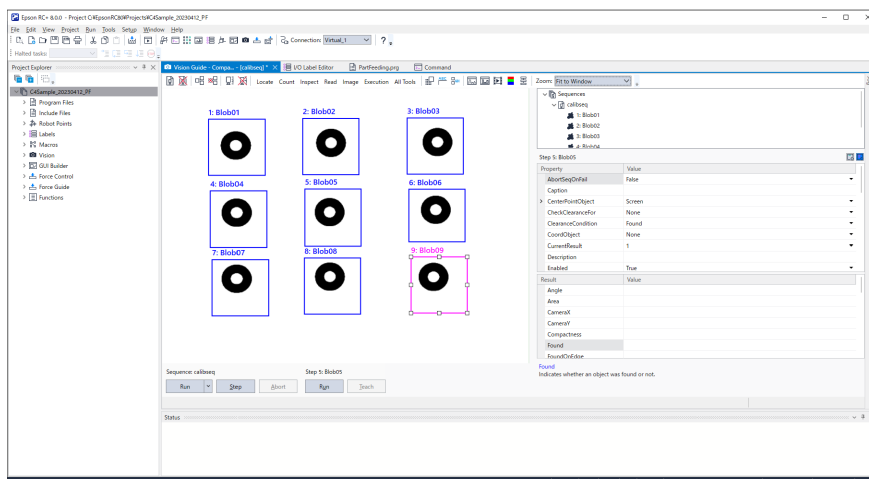 Epson RC+ 8.0.0 - Project C:\EpsonRC80\Projects\C4Sample_20230412_PF
File Edit View Project Run Tools Setup Window Help
Connection: Virtual_1
Halted tasks:
Project Explorer
C4Sample_20230412_PF
Program Files
Include Files
Robot Points
Labels
Macros
Vision
GUI Builder
Force Control
Force Guide
Functions
Vision Guide - Compa... - [calibseq] *
I/O Label Editor
PartFeeding.prg
Command
Locate Count Inspect Read Image Execution All Tools
Zoom: Fit to Window
1: Blob01
2: Blob02
3: Blob03
4: Blob04
5: Blob05
6: Blob06
7: Blob07
8: Blob08
9: Blob09
Sequence: calibseq
Step 5: Blob05
Run
Step
Abort
Run
Teach
Sequences
calibseq
1: Blob01
2: Blob02
3: Blob03
4: Blob04
Step 5: Blob05
Property Value
AbortSeqOnFail False
Caption
CenterPointObject Screen
CheckClearanceFor None
ClearanceCondition Found
CoordObject None
CurrentResult 1
Description
Enabled True
Result Value
Angle
Area
CameraX
CameraY
Compactness
Found
FoundOnEdge
Found
Indicates whether an object was found or not.
Status